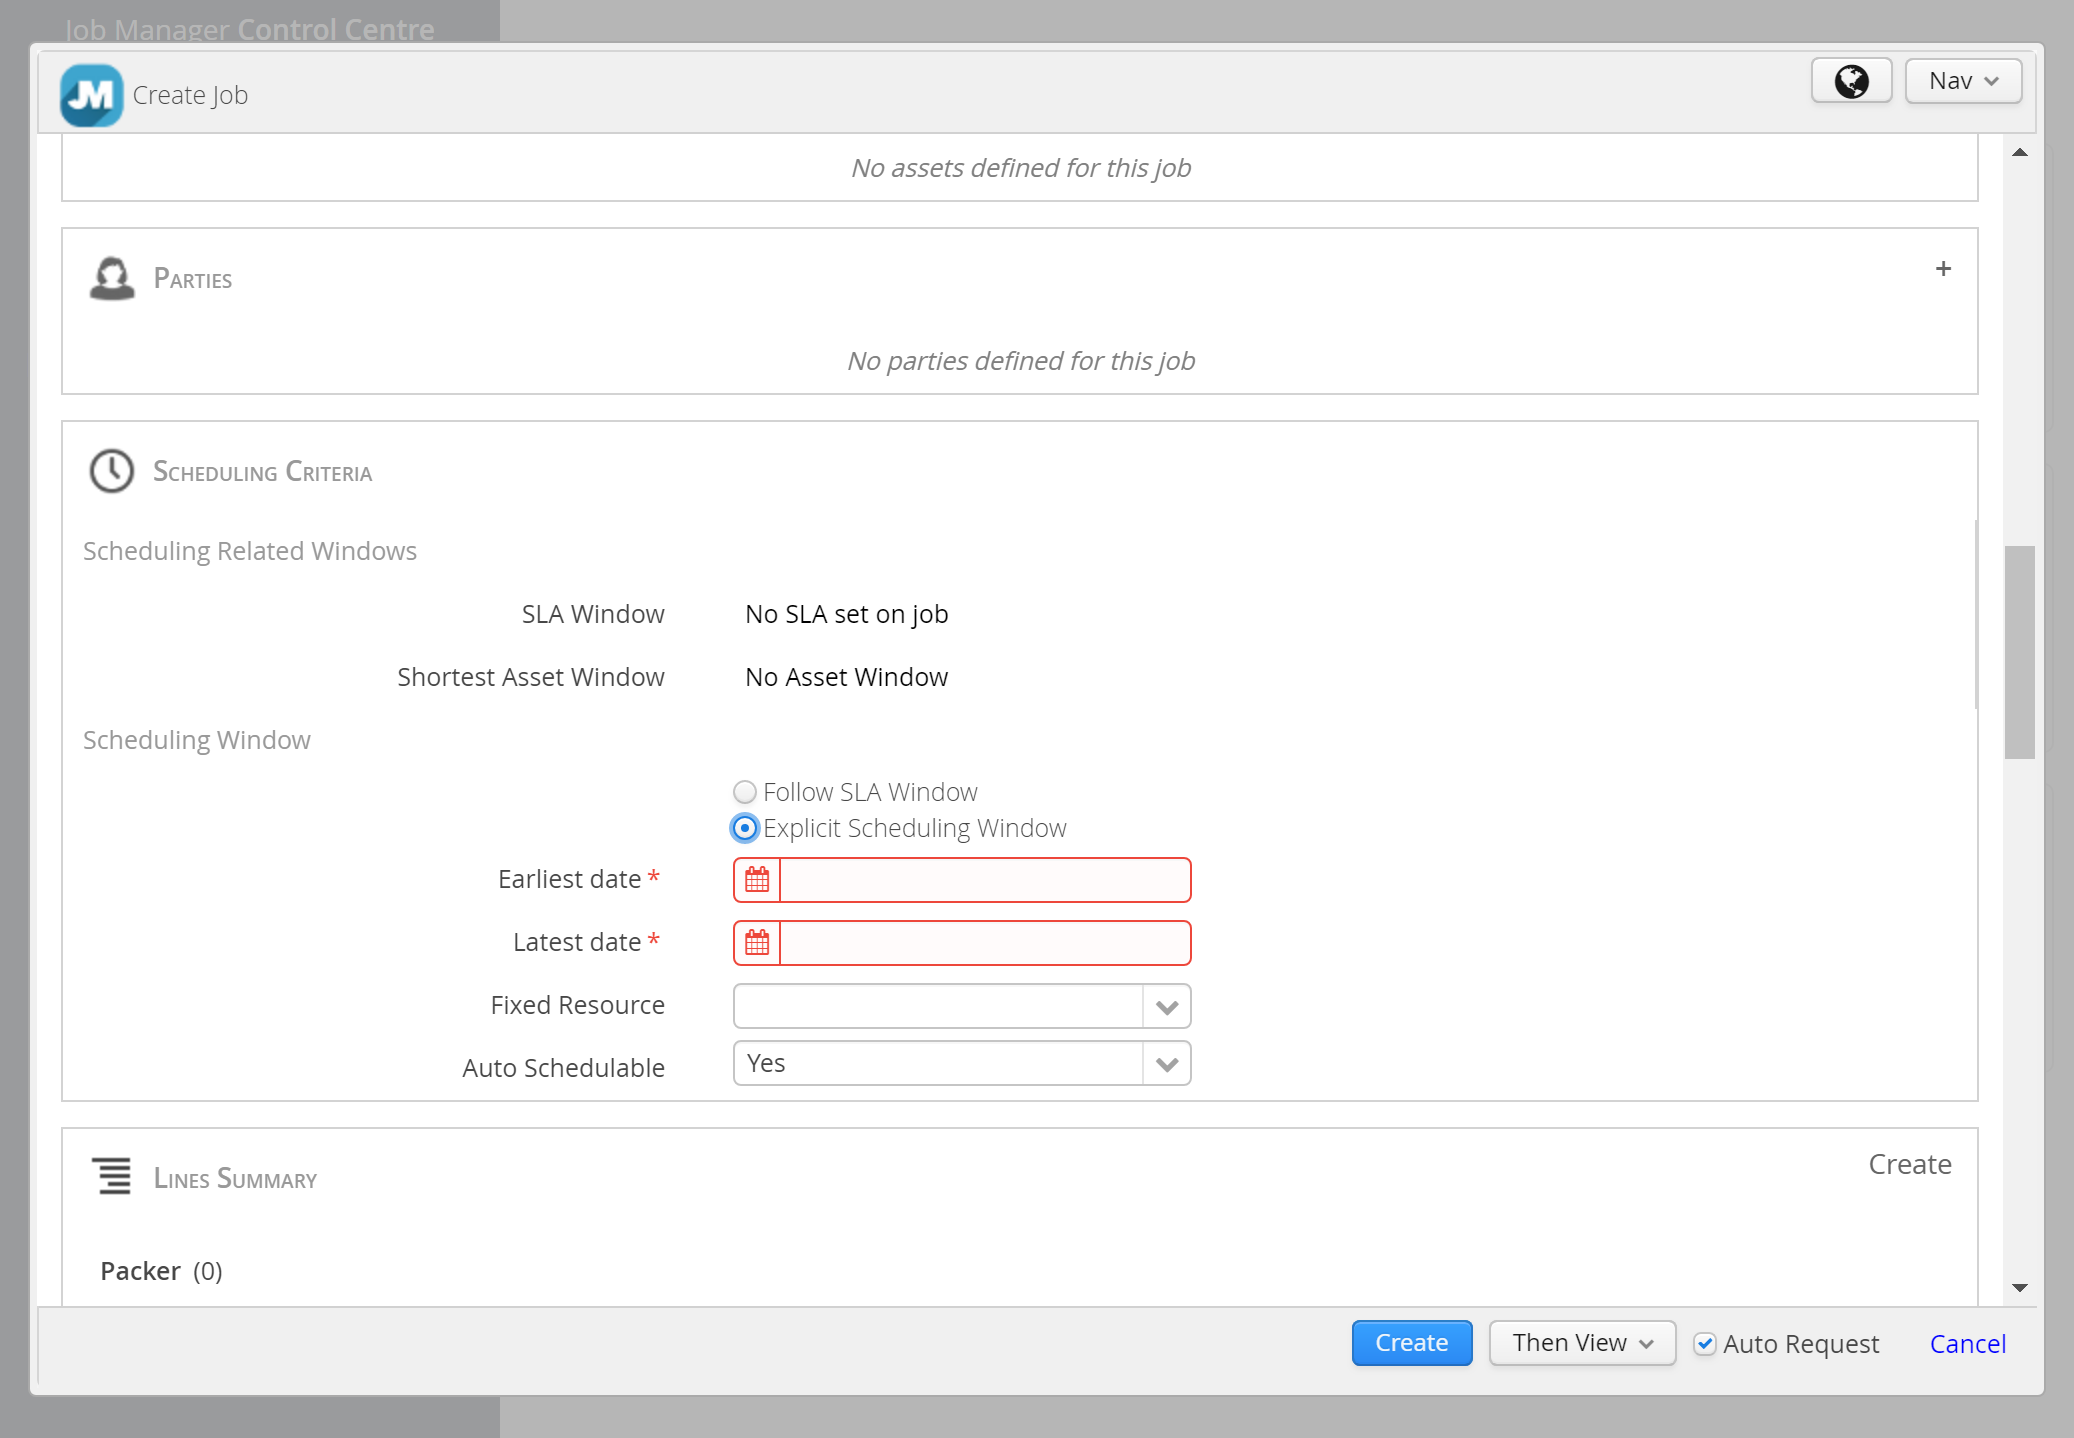 Job Manager Control Centre
JM Create Job
Nav
No assets defined for this job
Parties
+
No parties defined for this job
Scheduling Criteria
Scheduling Related Windows
SLA Window No SLA set on job
Shortest Asset Window No Asset Window
Scheduling Window
Follow SLA Window
Explicit Scheduling Window
Earliest date *
Latest date *
Fixed Resource
Auto Schedulable Yes
Lines Summary Create
Packer (0)
Create Then View Auto Request Cancel